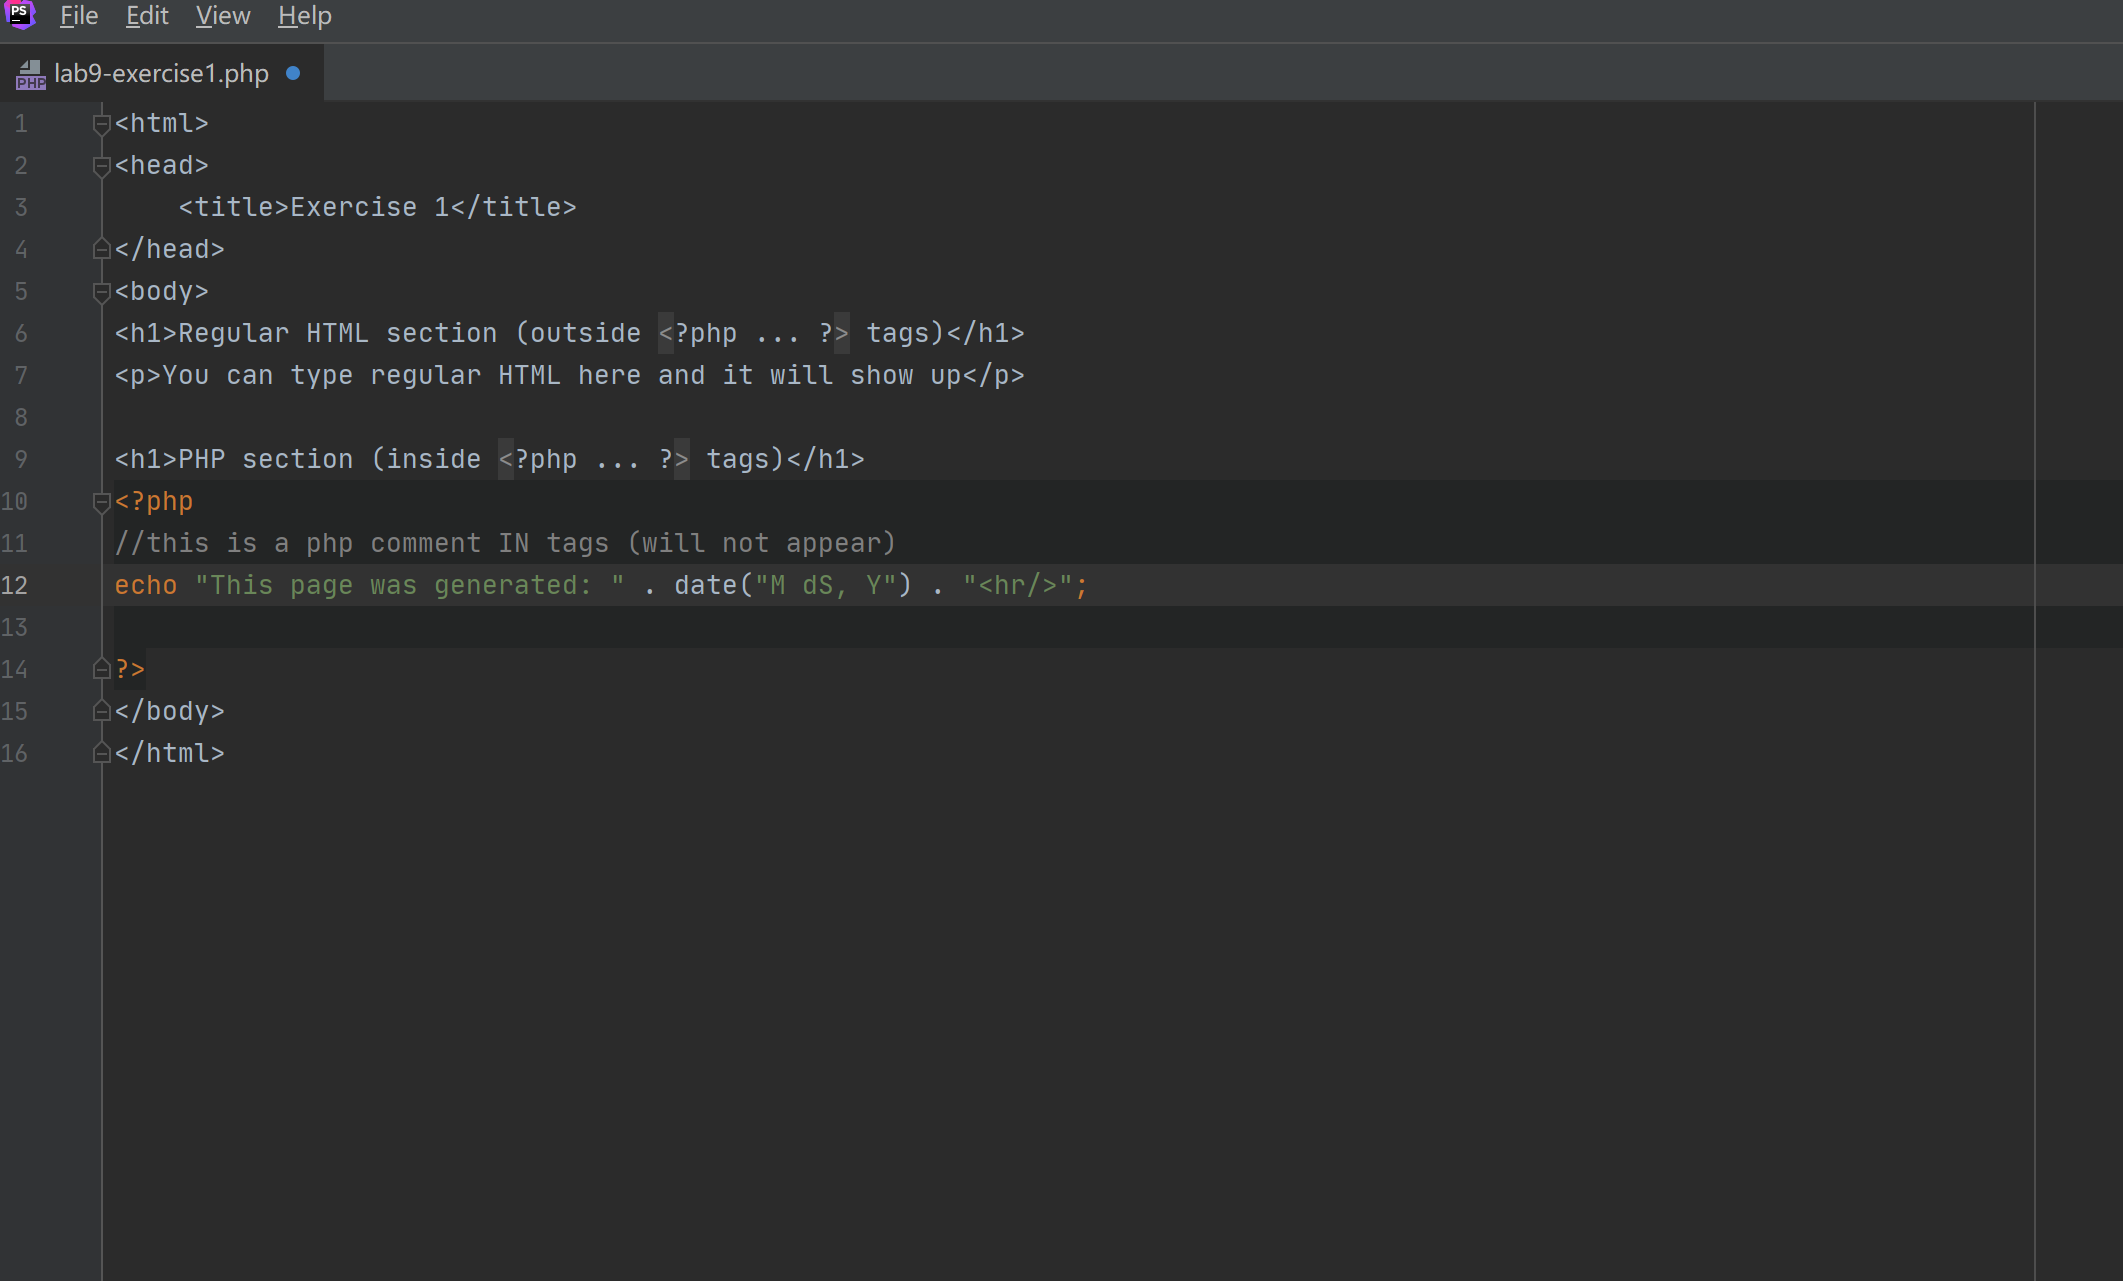 PS File Edit View Help
PHP lab9-exercise1.php
1 <html>
2 <head>
3     <title>Exercise 1</title>
4 </head>
5 <body>
6 <h1>Regular HTML section (outside <?php ... ?> tags)</h1>
7 <p>You can type regular HTML here and it will show up</p>
8
9 <h1>PHP section (inside <?php ... ?> tags)</h1>
10 <?php
11 //this is a php comment IN tags (will not appear)
12 echo "This page was generated: " . date("M dS, Y") . "<hr/>";
13
14 ?>
15 </body>
16 </html>